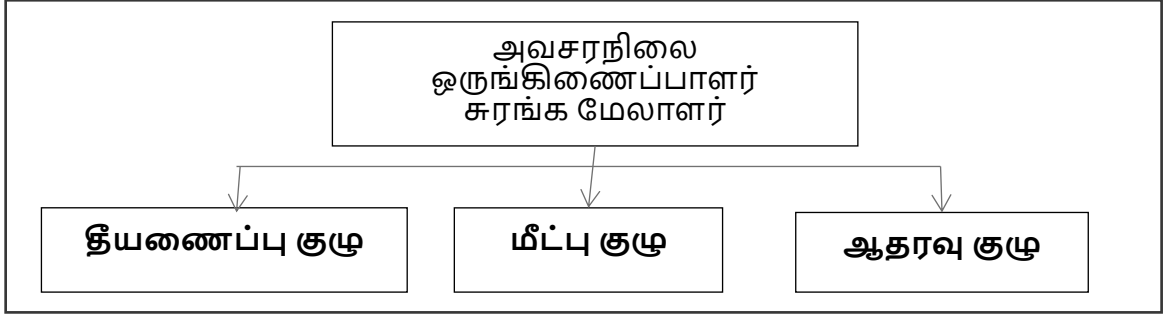 அவசரநிலை
ஒருங்கிணைப்பாளர்
சுரங்க மேலாளர்
தீயணைப்பு குழு
மீட்பு குழு
ஆதரவு குழு